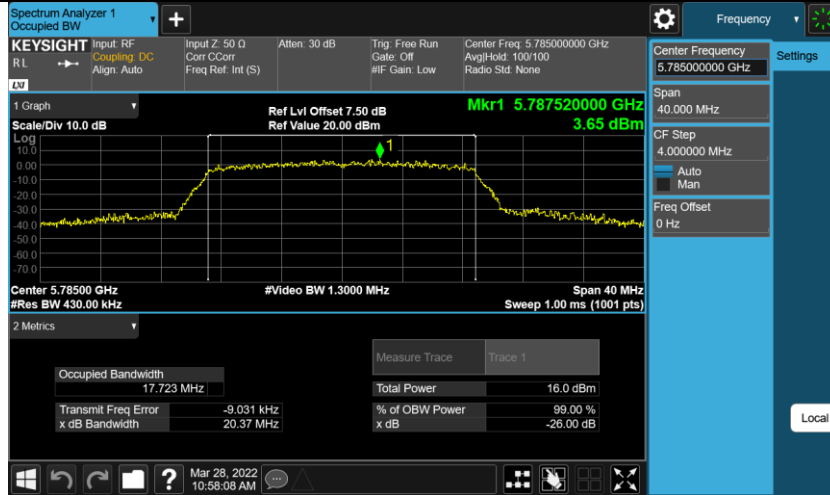 Spectrum Analyzer 1
Occupied BW
+
Frequency
KEYSIGHT
RL
LXI
Input: RF
Coupling: DC
Align: Auto
Input Z: 50 Ω
Corr CCorr
Freq Ref: Int (S)
Atten: 30 dB
Trig: Free Run
Gate: Off
#IF Gain: Low
Center Freq: 5.785000000 GHz
Avg|Hold: 100/100
Radio Std: None
Center Frequency
5.785000000 GHz
Settings
Span
40.000 MHz
CF Step
4.000000 MHz
Auto
Man
Freq Offset
0 Hz
Local
1 Graph
Scale/Div 10.0 dB
Ref Lvl Offset 7.50 dB
Ref Value 20.00 dBm
Mkr1 5.787520000 GHz
3.65 dBm
Log
10.0
0.00
-10.0
-20.0
-30.0
-40.0
-50.0
-60.0
-70.0
1
Center 5.78500 GHz
#Video BW 1.3000 MHz
Span 40 MHz
#Res BW 430.00 kHz
Sweep 1.00 ms (1001 pts)
2 Metrics
Measure Trace Trace 1
Occupied Bandwidth
17.723 MHz
Total Power 16.0 dBm
Transmit Freq Error -9.031 kHz
% of OBW Power 99.00 %
x dB Bandwidth 20.37 MHz
x dB -26.00 dB
?
Mar 28, 2022
10:58:08 AM